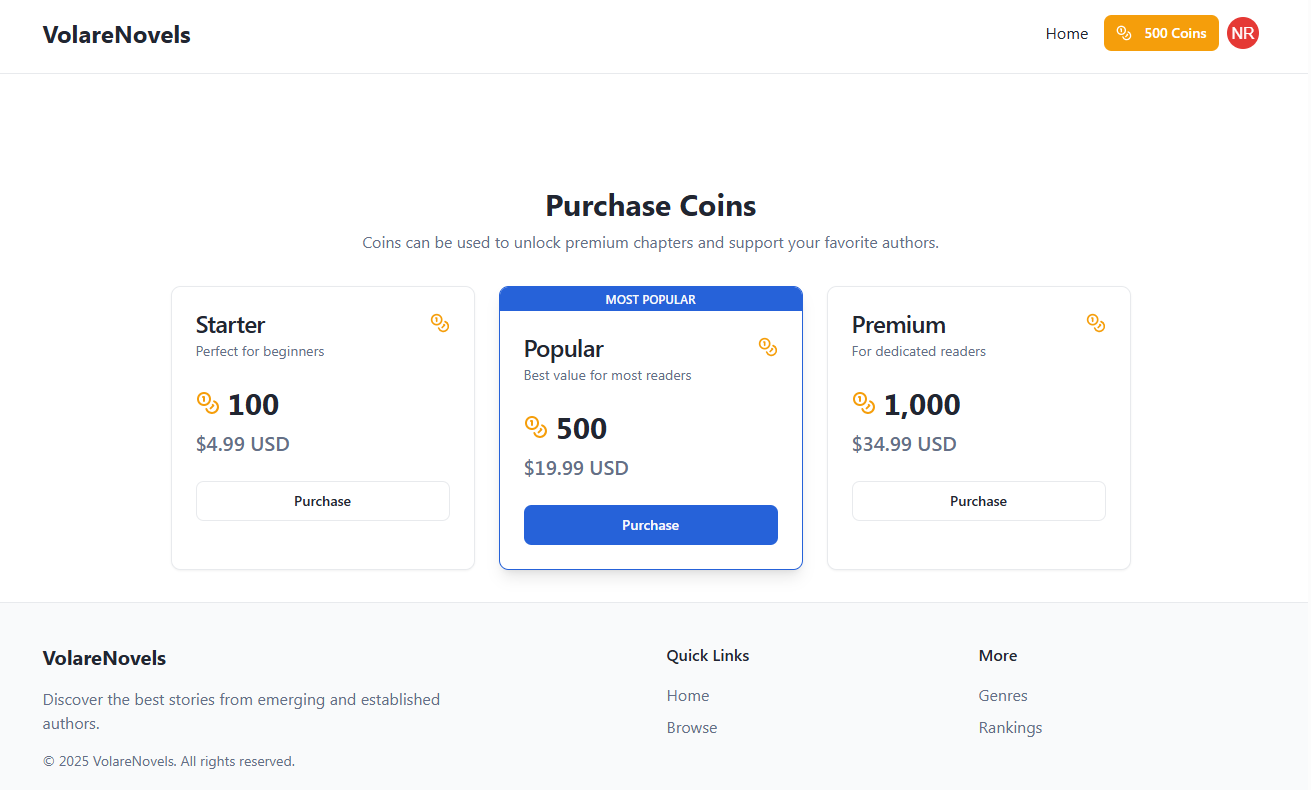 VolareNovels
Home
500 Coins
NR
Purchase Coins
Coins can be used to unlock premium chapters and support your favorite authors.
Starter
Perfect for beginners
100
$4.99 USD
Purchase
MOST POPULAR
Popular
Best value for most readers
500
$19.99 USD
Purchase
Premium
For dedicated readers
1,000
$34.99 USD
Purchase
VolareNovels
Discover the best stories from emerging and established
authors.
© 2025 VolareNovels. All rights reserved.
Quick Links
Home
Browse
More
Genres
Rankings